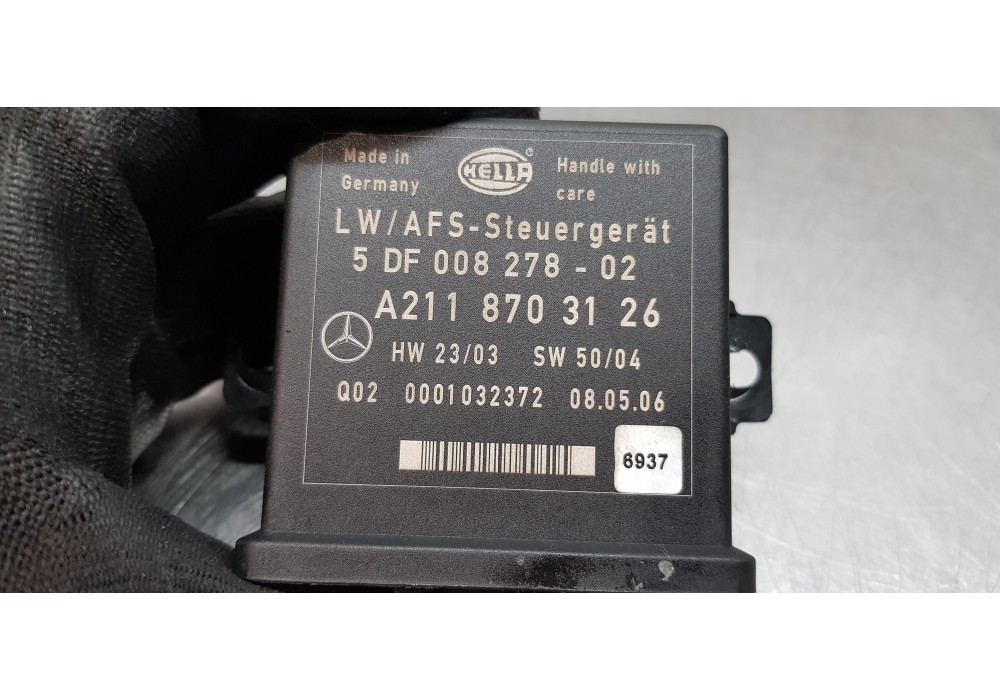 Made in
Germany
HELLA
®
Handle with
care
LW/AFS-Steuergerät
5 DF 008 278 - 02
A211 870 31 26
HW 23/03 SW 50/04
Q02 0001032372 08.05.06
6937